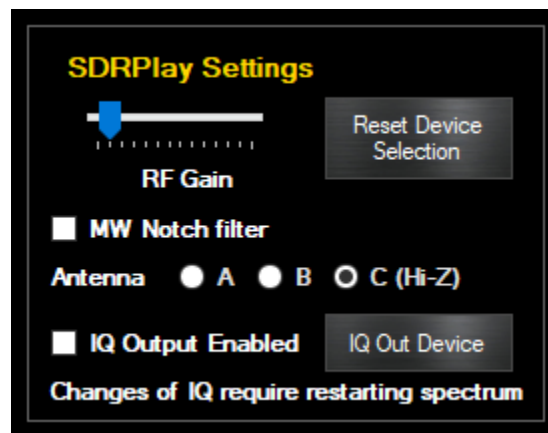 SDRPlay Settings
Reset Device
Selection
RF Gain
MW Notch filter
Antenna A B C (Hi-Z)
IQ Output Enabled IQ Out Device
Changes of IQ require restarting spectrum